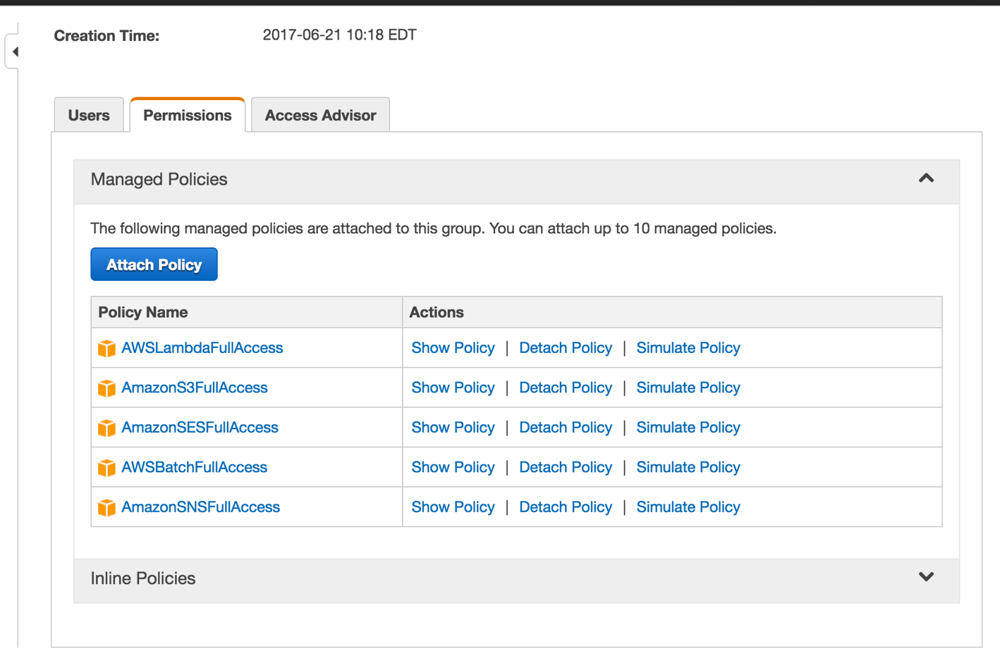 Creation Time: 2017-06-21 10:18 EDT
Users Permissions Access Advisor
Managed Policies
The following managed policies are attached to this group. You can attach up to 10 managed policies.
Attach Policy
Policy Name Actions
AWSLambdaFullAccess Show Policy | Detach Policy | Simulate Policy
AmazonS3FullAccess Show Policy | Detach Policy | Simulate Policy
AmazonSESFullAccess Show Policy | Detach Policy | Simulate Policy
AWSBatchFullAccess Show Policy | Detach Policy | Simulate Policy
AmazonSNSFullAccess Show Policy | Detach Policy | Simulate Policy
Inline Policies